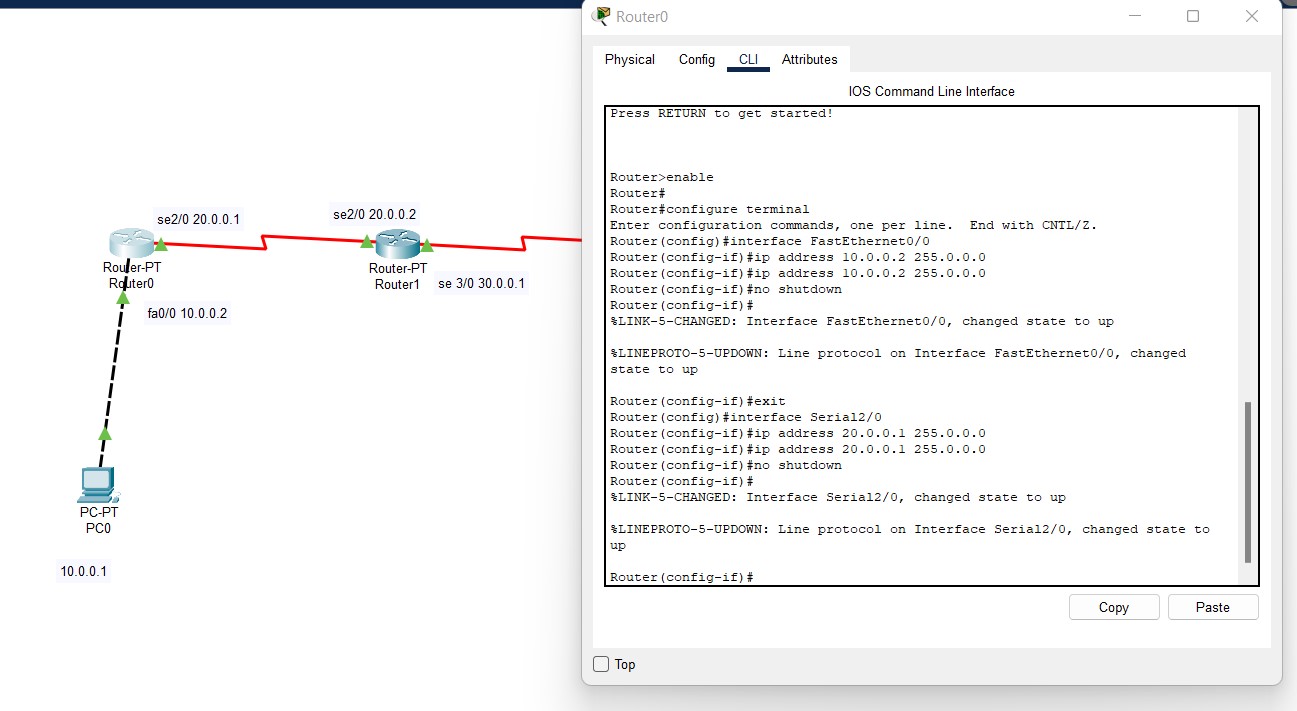 Router0
Physical Config CLI Attributes
IOS Command Line Interface
Press RETURN to get started!
Router>enable
Router#
Router#configure terminal
Enter configuration commands, one per line.  End with CNTL/Z.
Router(config)#interface FastEthernet0/0
Router(config-if)#ip address 10.0.0.2 255.0.0.0
Router(config-if)#ip address 10.0.0.2 255.0.0.0
Router(config-if)#no shutdown
Router(config-if)#
%LINK-5-CHANGED: Interface FastEthernet0/0, changed state to up
%LINEPROTO-5-UPDOWN: Line protocol on Interface FastEthernet0/0, changed
state to up
Router(config-if)#exit
Router(config)#interface Serial2/0
Router(config-if)#ip address 20.0.0.1 255.0.0.0
Router(config-if)#ip address 20.0.0.1 255.0.0.0
Router(config-if)#no shutdown
Router(config-if)#
%LINK-5-CHANGED: Interface Serial2/0, changed state to up
%LINEPROTO-5-UPDOWN: Line protocol on Interface Serial2/0, changed state to
up
Router(config-if)#
Copy Paste
Top
se2/0 20.0.0.1
se2/0 20.0.0.2
Router-PT
Router0
Router-PT
Router1
se 3/0 30.0.0.1
fa0/0 10.0.0.2
PC-PT
PC0
10.0.0.1